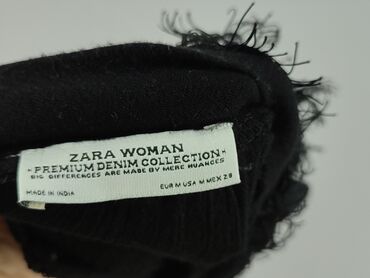 ZARA WOMAN
- PREMIUM DENIM COLLECTION -
BIG DIFFERENCES ARE MADE BY MERE NUANCES
MADE IN INDIA
EUR M USA M MEX 28